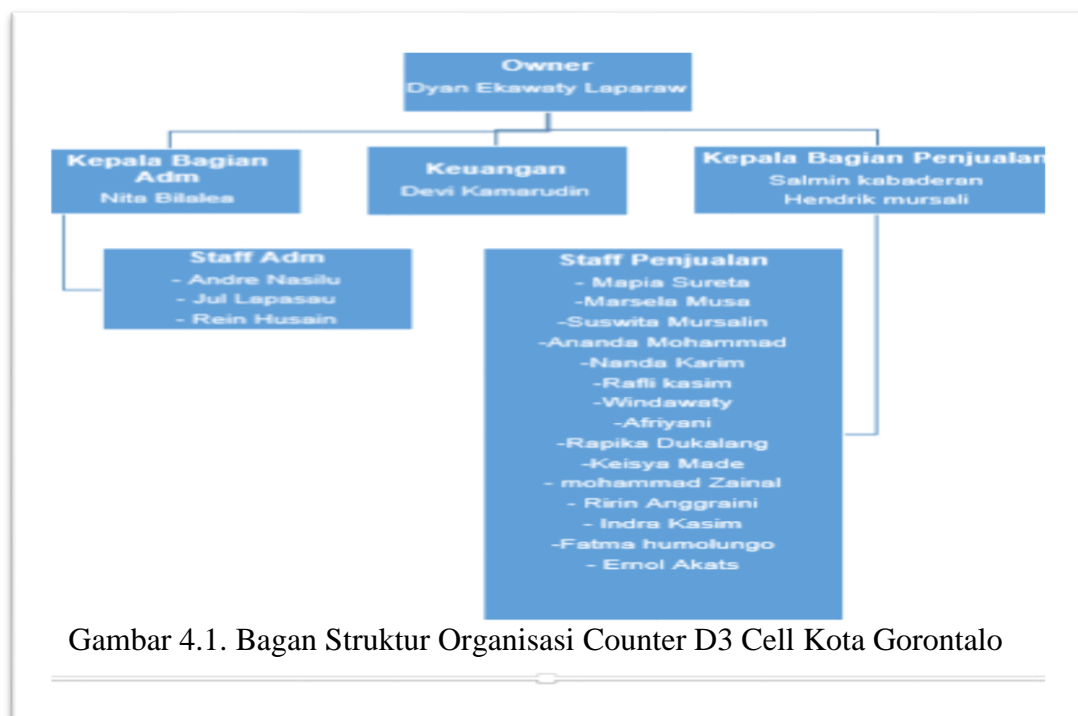 Owner
Dyan Ekawaty Laparaw
Kepala Bagian
Adm
Nita Bilalea
Keuangan
Devi Kamarudin
Kepala Bagian Penjualan
Salmin kabaderan
Hendrik mursali
Staff Adm
- Andre Nasilu
- Jul Lapasau
- Rein Husain
Staff Penjualan
- Mapia Sureta
-Marsela Musa
-Suswita Mursalin
-Ananda Mohammad
-Nanda Karim
-Rafli kasim
-Windawaty
-Afriyani
-Rapika Dukalang
-Keisya Made
- mohammad Zainal
- Ririn Anggraini
- Indra Kasim
-Fatma humolungo
- Emol Akats
Gambar 4.1. Bagan Struktur Organisasi Counter D3 Cell Kota Gorontalo